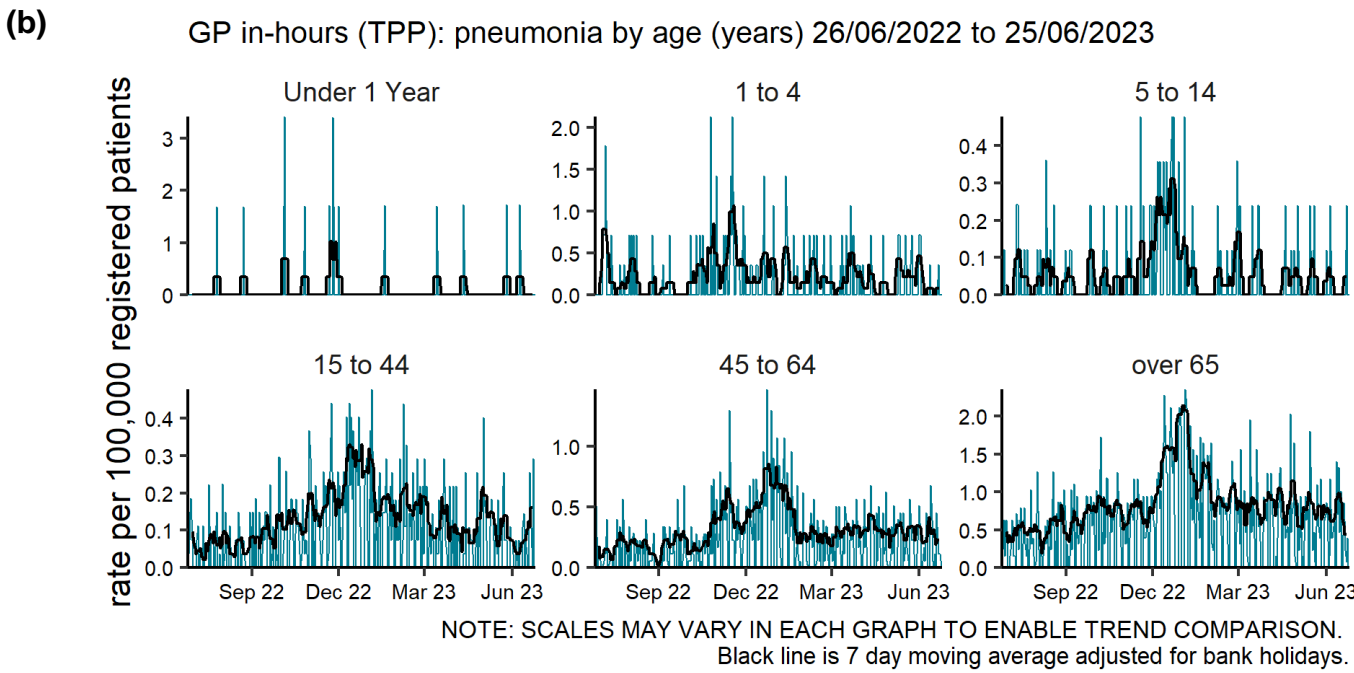 (b)
GP in-hours (TPP): pneumonia by age (years) 26/06/2022 to 25/06/2023
rate per 100,000 registered patients
Under 1 Year
3
2
1
0
1 to 4
2.0
1.5
1.0
0.5
0.0
5 to 14
0.4
0.3
0.2
0.1
0.0
15 to 44
0.4
0.3
0.2
0.1
0.0
Sep 22 Dec 22 Mar 23 Jun 23
45 to 64
1.0
0.5
0.0
Sep 22 Dec 22 Mar 23 Jun 23
over 65
2.0
1.5
1.0
0.5
0.0
Sep 22 Dec 22 Mar 23 Jun 23
NOTE: SCALES MAY VARY IN EACH GRAPH TO ENABLE TREND COMPARISON.
Black line is 7 day moving average adjusted for bank holidays.